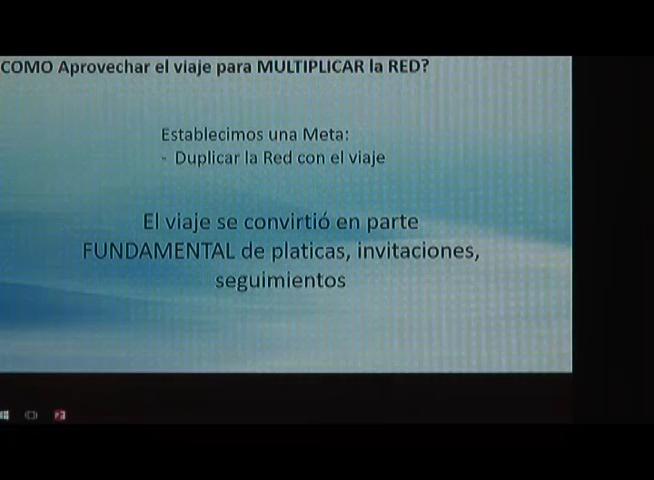 COMO Aprovechar el viaje para MULTIPLICAR la RED?
Establecimos una Meta:
- Duplicar la Red con el viaje
El viaje se convirtió en parte
FUNDAMENTAL de platicas, invitaciones,
seguimientos